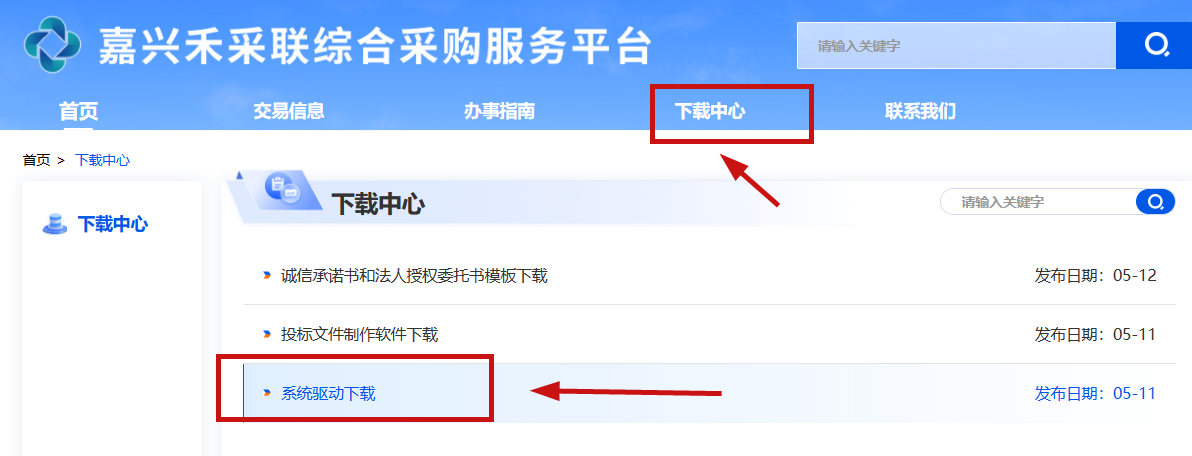 嘉兴禾采联综合采购服务平台
请输入关键字
首页 交易信息 办事指南 下载中心 联系我们
首页 > 下载中心
下载中心
下载中心
请输入关键字
诚信承诺书和法人授权委托书模板下载 发布日期：05-12
投标文件制作软件下载 发布日期：05-11
系统驱动下载 发布日期：05-11